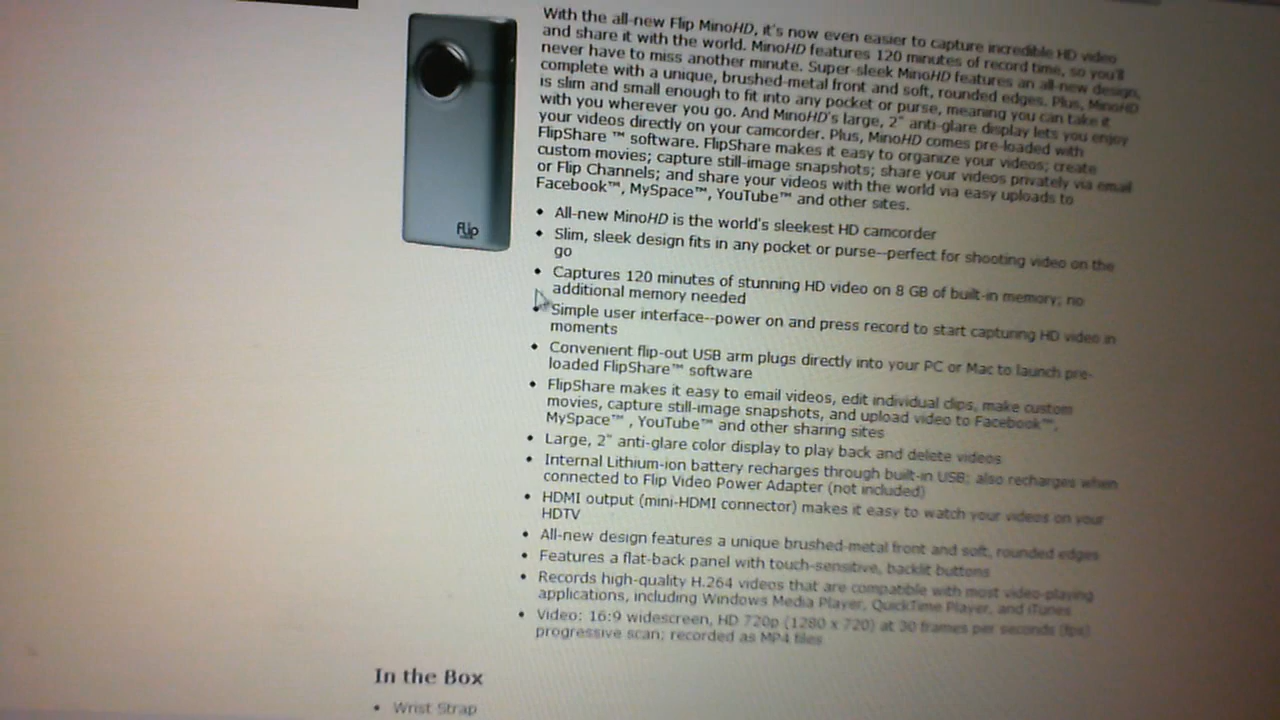 With the all-new Flip MinoHD, it's now even easier to capture incredible HD video
and share it with the world. MinoHD features 120 minutes of record time, so you'll
never have to miss another minute. Super-sleek MinoHD features an all-new design,
complete with a unique, brushed-metal front and soft, rounded edges. Plus, MinoHD
is slim and small enough to fit into any pocket or purse, meaning you can take it
with you wherever you go. And MinoHD's large, 2" anti-glare display lets you enjoy
your videos directly on your camcorder. Plus, MinoHD comes pre-loaded with
FlipShare ™ software. FlipShare makes it easy to organize your videos; create
custom movies; capture still-image snapshots; share your videos privately via email
or Flip Channels; and share your videos with the world via easy uploads to
Facebook™, MySpace™, YouTube™ and other sites.
flip
• All-new MinoHD is the world's sleekest HD camcorder
• Slim, sleek design fits in any pocket or purse--perfect for shooting video on the
go
• Captures 120 minutes of stunning HD video on 8 GB of built-in memory; no
additional memory needed
• Simple user interface--power on and press record to start capturing HD video in
moments
• Convenient flip-out USB arm plugs directly into your PC or Mac to launch pre-
loaded FlipShare™ software
• FlipShare makes it easy to email videos, edit individual clips, make custom
movies, capture still-image snapshots, and upload video to Facebook™,
MySpace™ , YouTube™ and other sharing sites
• Large, 2" anti-glare color display to play back and delete videos
• Internal Lithium-ion battery recharges through built-in USB; also recharges when
connected to Flip Video Power Adapter (not included)
• HDMI output (mini-HDMI connector) makes it easy to watch your videos on your
HDTV
• All-new design features a unique brushed-metal front and soft, rounded edges
• Features a flat-back panel with touch-sensitive, backlit buttons
• Records high-quality H.264 videos that are compatible with most video-playing
applications, including Windows Media Player, QuickTime Player, and iTunes
• Video: 16:9 widescreen, HD 720p (1280 x 720) at 30 frames per seconds (fps)
progressive scan; recorded as MP4 files
In the Box
• Wrist Strap